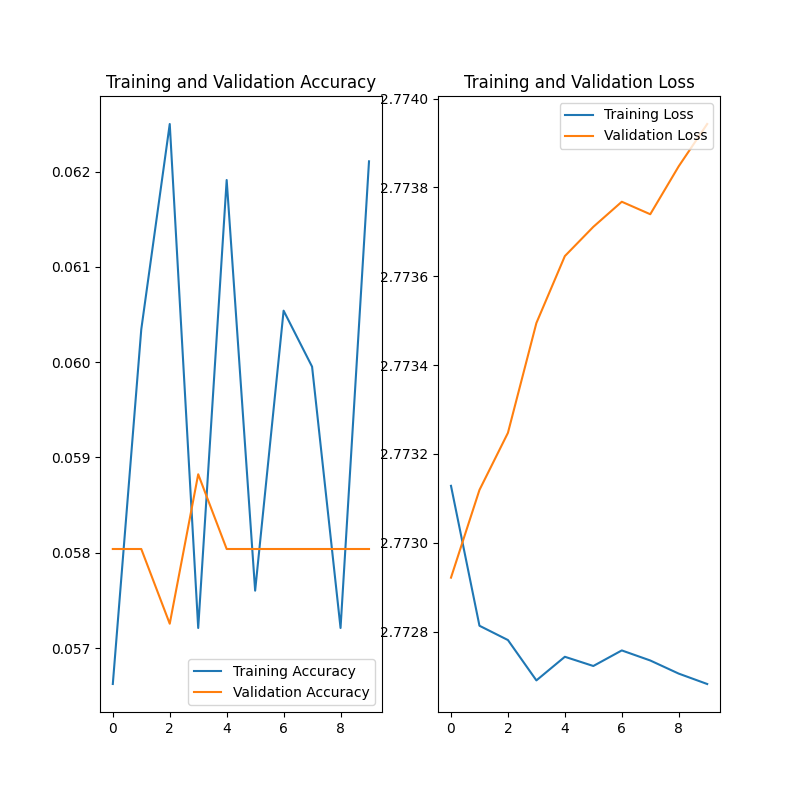 Training and Validation Accuracy
0.062
0.061
0.060
0.059
0.058
0.057
0 2 4 6 8
Training Accuracy
Validation Accuracy
Training and Validation Loss
2.7740
2.7738
2.7736
2.7734
2.7732
2.7730
2.7728
0 2 4 6 8
Training Loss
Validation Loss